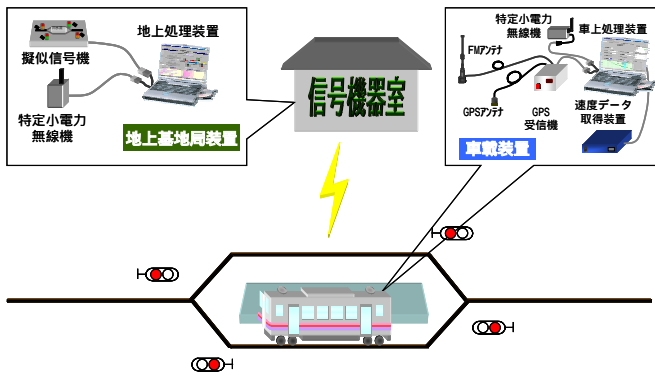 地上処理装置
擬似信号機
特定小電力
無線機
地上基地局装置
信号機器室
特定小電力
無線機
車上処理装置
FMアンテナ
GPSアンテナ
GPS
受信機
速度データ
取得装置
車載装置